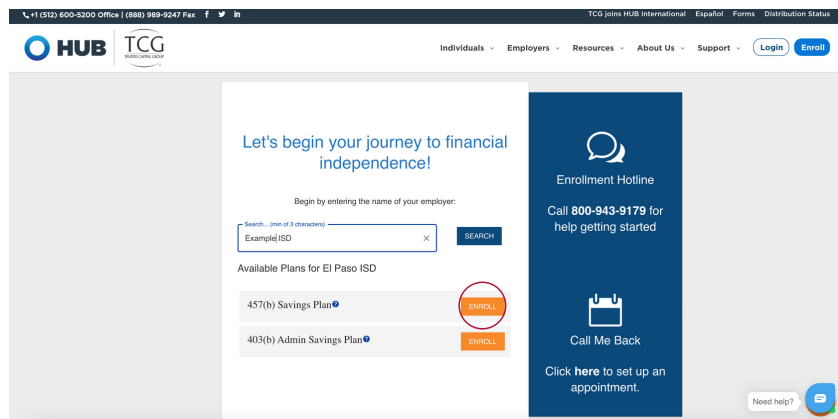 +1 (512) 600-5200 Office | (888) 989-9247 Fax
TCG joins HUB International Español Forms Distribution Status
HUB
TCG
TRUSTED CAPITAL GROUP
Individuals Employers Resources About Us Support Login Enroll
Let's begin your journey to financial
independence!
Begin by entering the name of your employer:
Search... (min of 3 characters)
Example ISD
SEARCH
Available Plans for El Paso ISD
457(b) Savings Plan
ENROLL
403(b) Admin Savings Plan
ENROLL
Enrollment Hotline
Call 800-943-9179 for
help getting started
Call Me Back
Click here to set up an
appointment.
Need help?